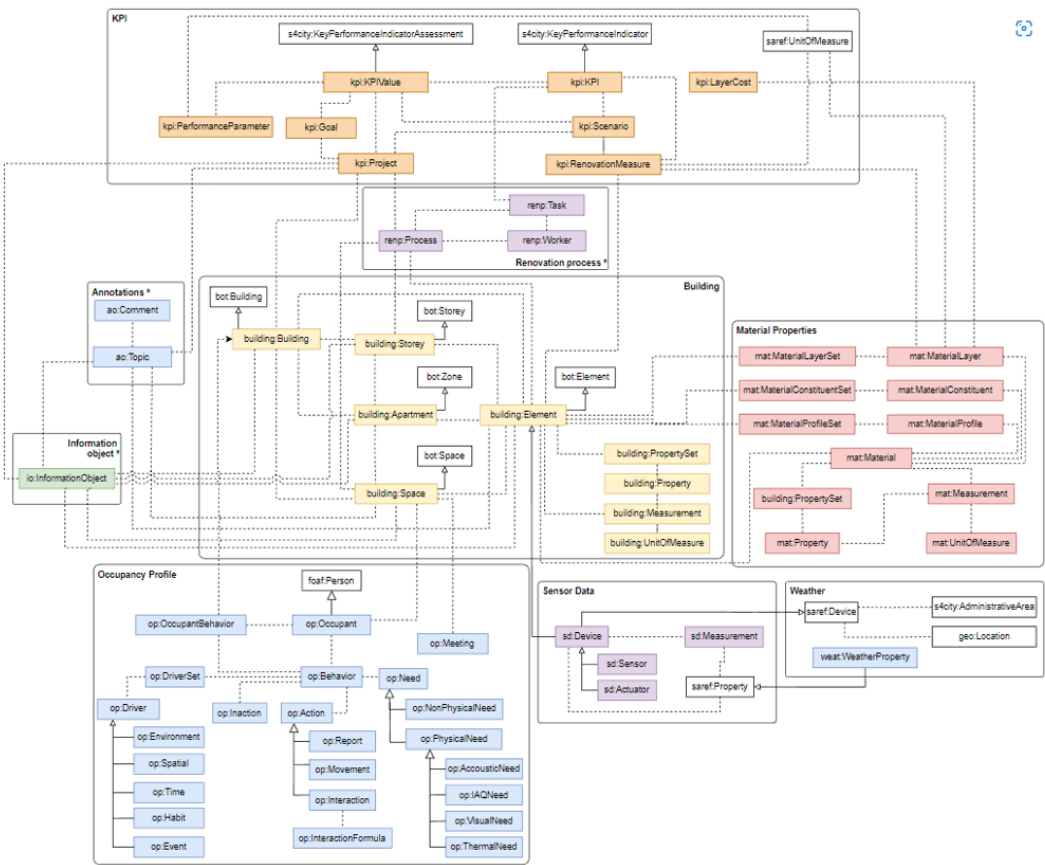 KPI
s4city:KeyPerformanceIndicatorAssessment
s4city:KeyPerformanceIndicator
saref:UnitOfMeasure
kpi:KPIValue
kpi:KPI
kpi:LayerCost
kpi:PerformanceParameter
kpi:Goal
kpi:Scenario
kpi:Project
kpi:RenovationMeasure
renp:Task
renp:Process
renp:Worker
Renovation process *
Annotations *
ao:Comment
ao:Topic
Information
object *
io:InformationObject
Building
bot:Building
bot:Storey
building:Building
building:Storey
bot:Zone
bot:Element
building:Apartment
building:Element
bot:Space
building:Space
building:PropertySet
building:Property
building:Measurement
building:UnitOfMeasure
Material Properties
mat:MaterialLayerSet
mat:MaterialLayer
mat:MaterialConstituentSet
mat:MaterialConstituent
mat:MaterialProfileSet
mat:MaterialProfile
mat:Material
building:PropertySet
mat:Measurement
mat:Property
mat:UnitOfMeasure
Occupancy Profile
foaf:Person
op:OccupantBehavior
op:Occupant
op:Meeting
op:DriverSet
op:Behavior
op:Need
op:Driver
op:Inaction
op:Action
op:NonPhysicalNeed
op:Environment
op:Report
op:PhysicalNeed
op:Spatial
op:Movement
op:AccousticNeed
op:Time
op:Interaction
op:IAQNeed
op:Habit
op:VisualNeed
op:InteractionFormula
op:Event
op:ThermalNeed
Sensor Data
sd:Device
sd:Measurement
sd:Sensor
sd:Actuator
saref:Property
Weather
saref:Device
s4city:AdministrativeArea
geo:Location
weat:WeatherProperty